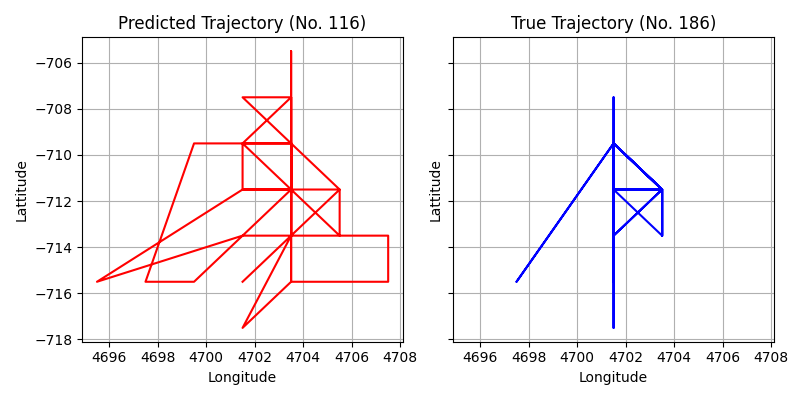 Predicted Trajectory (No. 116)
True Trajectory (No. 186)
−706
−708
−710
−712
−714
−716
−718
Lattitude
Lattitude
4696 4698 4700 4702 4704 4706 4708
4696 4698 4700 4702 4704 4706 4708
Longitude
Longitude